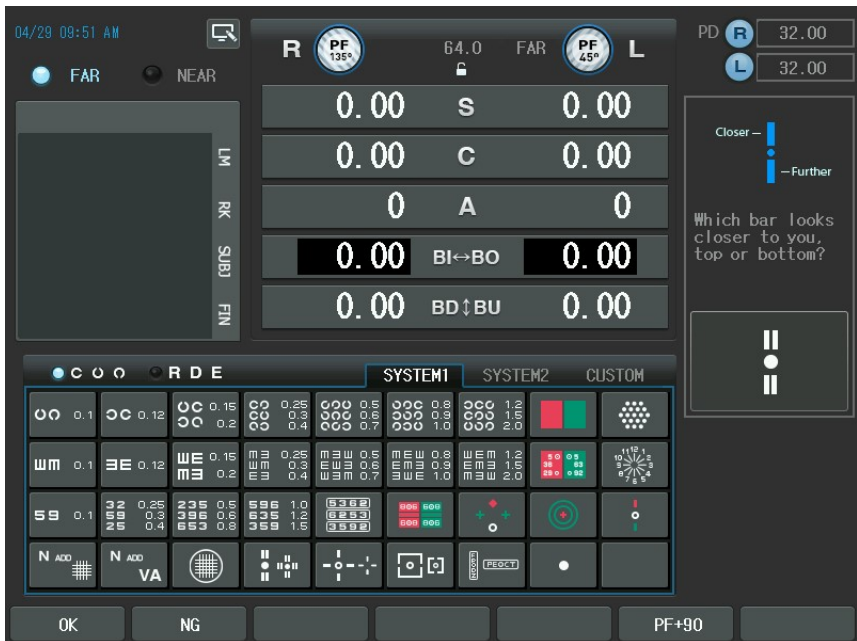 04/29 09:51 AM
FAR NEAR
LM
RK
SUBJ
FIN
R PF 135° 64.0 FAR PF 45° L
0.00 S 0.00
0.00 C 0.00
0 A 0
0.00 BI↔BO 0.00
0.00 BD↕BU 0.00
PD R 32.00
L 32.00
Closer
Further
Which bar looks
closer to you,
top or bottom?
R D E
SYSTEM1 SYSTEM2 CUSTOM
0.1 0.12 0.15 0.25 0.5 0.8 1.2
0.3 0.6 0.9 1.5
0.2 0.4 0.7 1.0 2.0
0.1 0.12 0.15 0.25 0.5 0.8 1.2
0.3 0.6 0.9 1.5
0.2 0.4 0.7 1.0 2.0
59 0.1
32 0.25
59 0.3
25 0.4
235 0.5
396 0.6
653 0.8
596 1.0
635 1.2
359 1.5
5362
6253
3592
N ADD
N ADD VA
PEOCT
OK NG PF+90